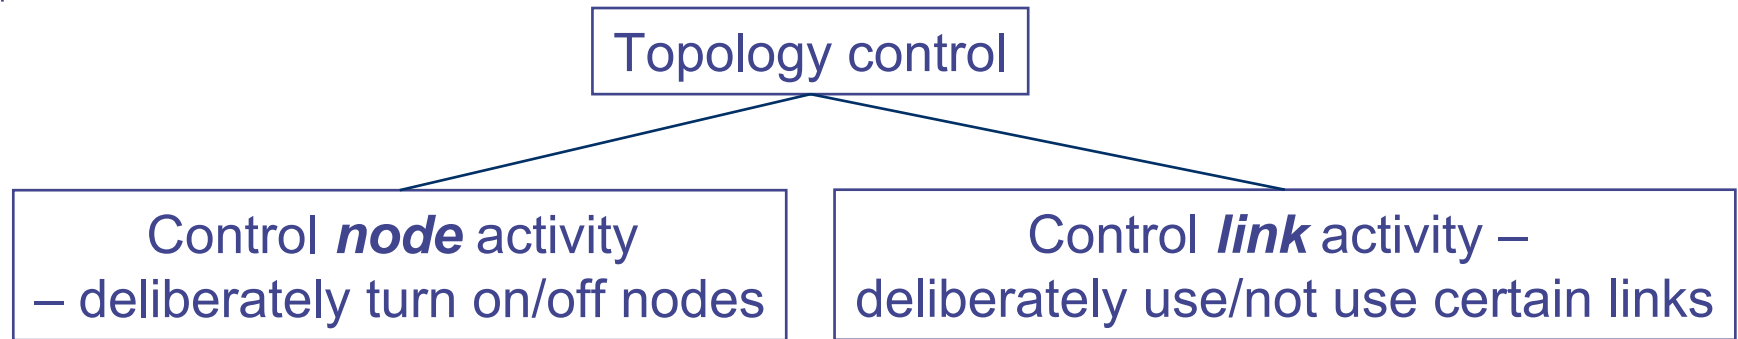 Topology control
Control node activity
– deliberately turn on/off nodes
Control link activity –
deliberately use/not use certain links